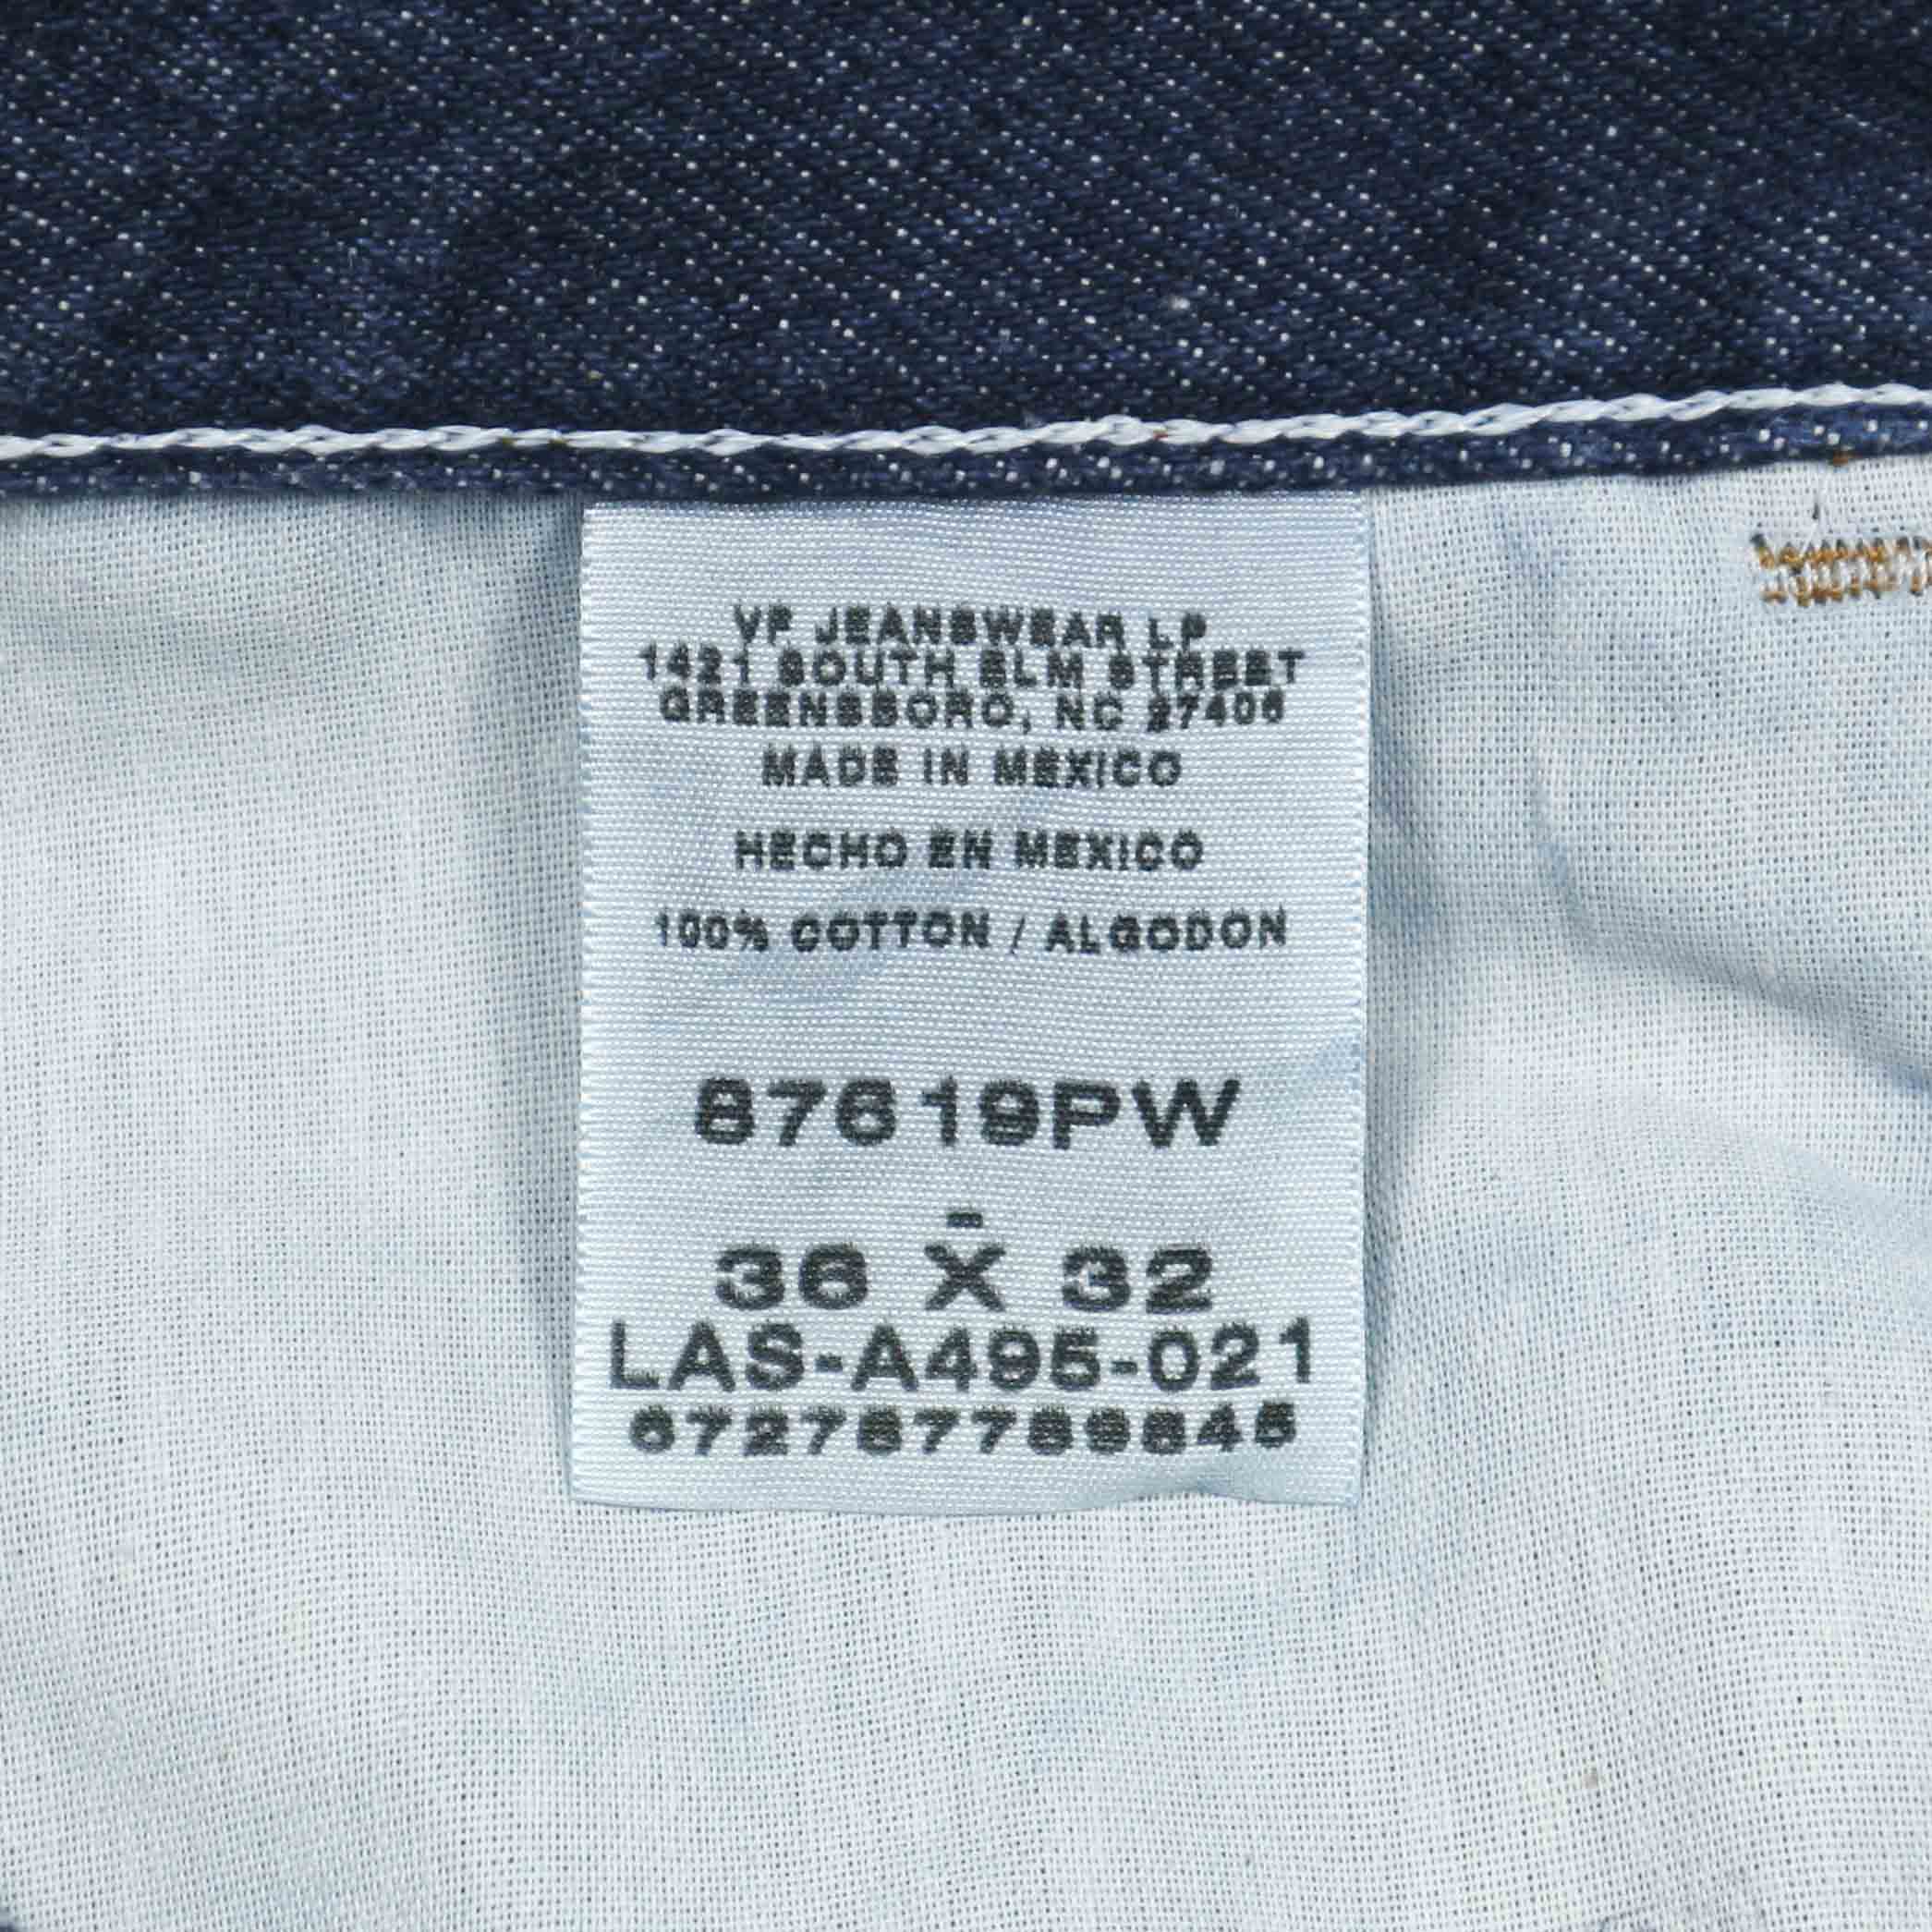 VF JEANSWEAR LP
1421 SOUTH ELM STREET
GREENSBORO, NC 27406
MADE IN MEXICO
HECHO EN MEXICO
100% COTTON / ALGODON
87619PW
-
36 X 32
LAS-A495-021